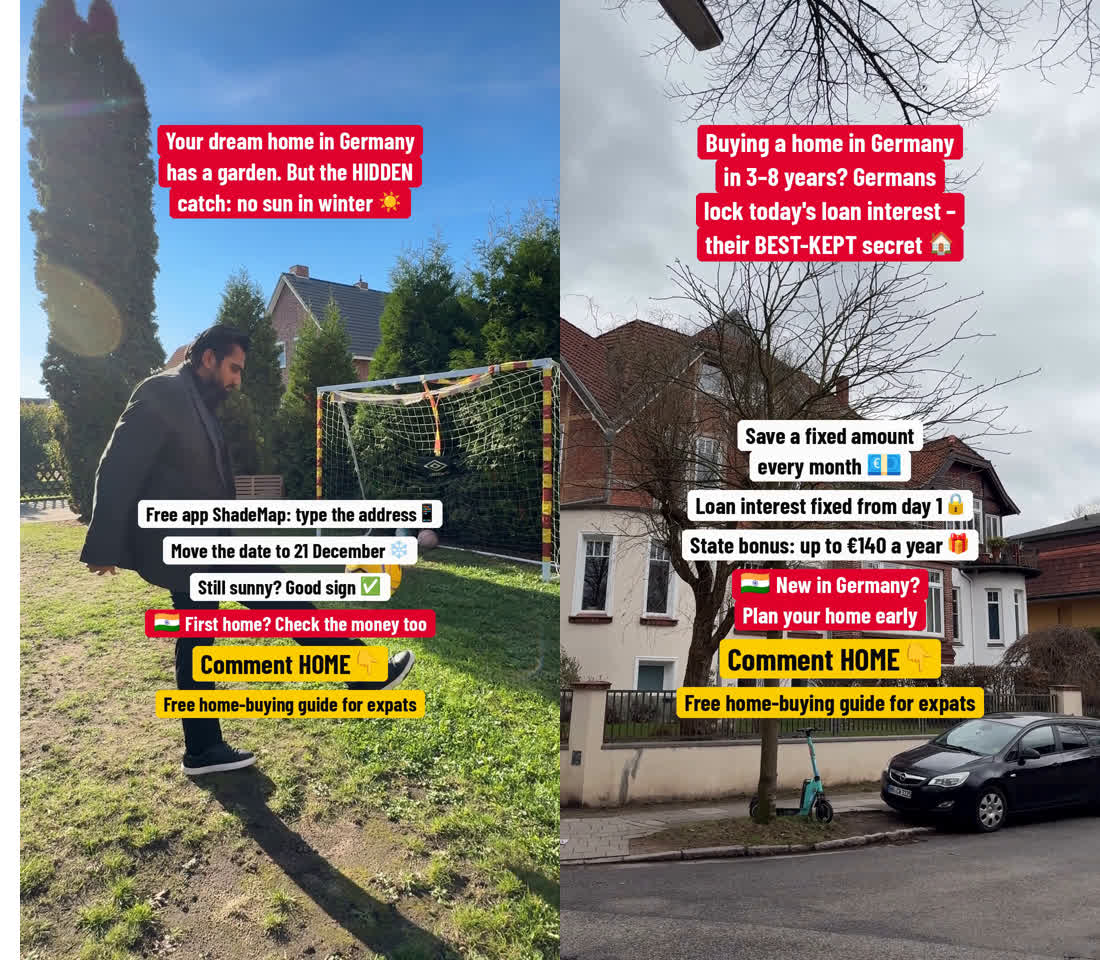 Your dream home in Germany
has a garden. But the HIDDEN
catch: no sun in winter ☀️
Free app ShadeMap: type the address📱
Move the date to 21 December ❄️
Still sunny? Good sign ✅
🇮🇳 First home? Check the money too
Comment HOME 👇
Free home-buying guide for expats
Buying a home in Germany
in 3–8 years? Germans
lock today's loan interest –
their BEST-KEPT secret 🏠
Save a fixed amount
every month 💶
Loan interest fixed from day 1 🔒
State bonus: up to €140 a year 🎁
🇮🇳 New in Germany?
Plan your home early
Comment HOME 👇
Free home-buying guide for expats